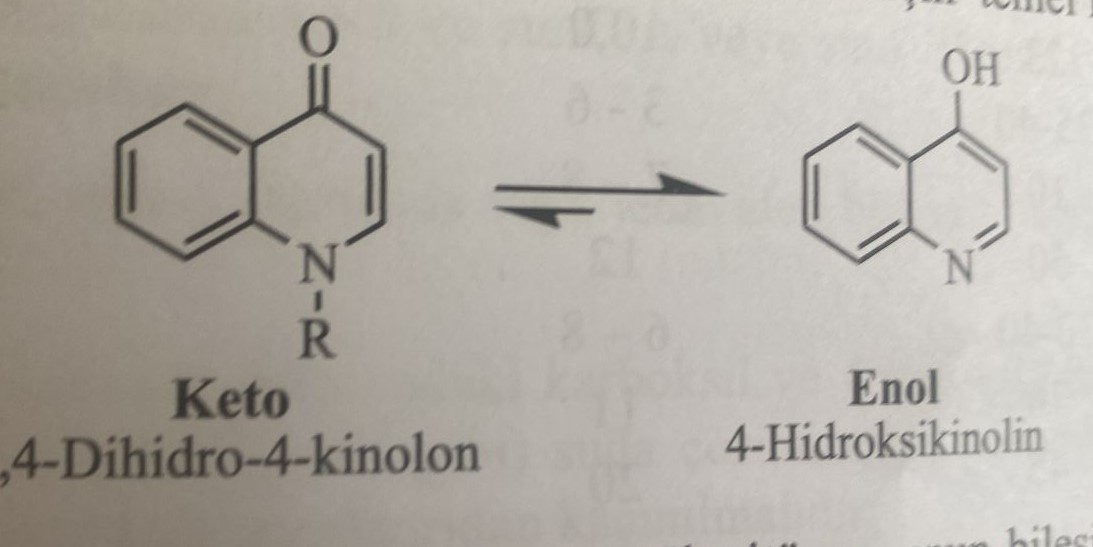 O
OH
N
R
N
Keto
Enol
,4-Dihidro-4-kinolon
4-Hidroksikinolin